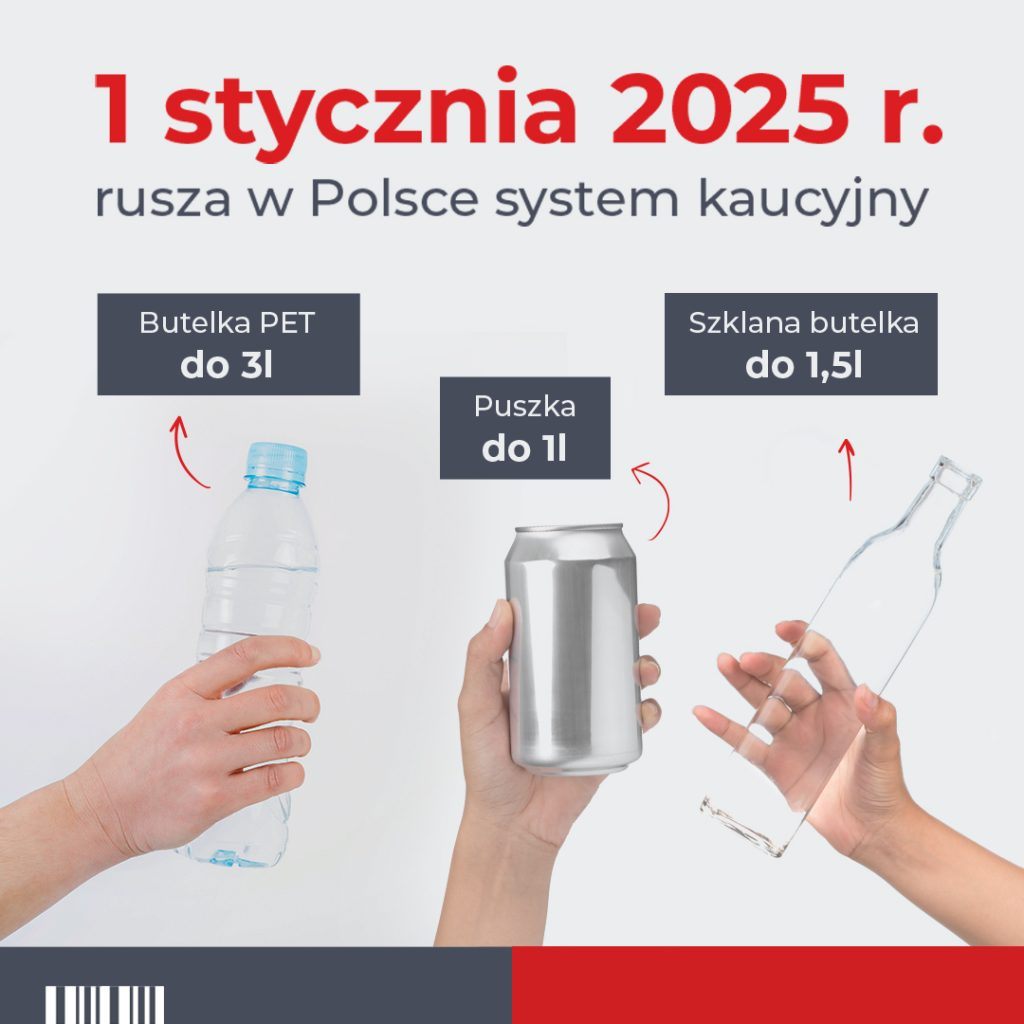 1 stycznia 2025 r.
rusza w Polsce system kaucyjny
Butelka PET
do 3l
Puszka
do 1l
Szklana butelka
do 1,5l